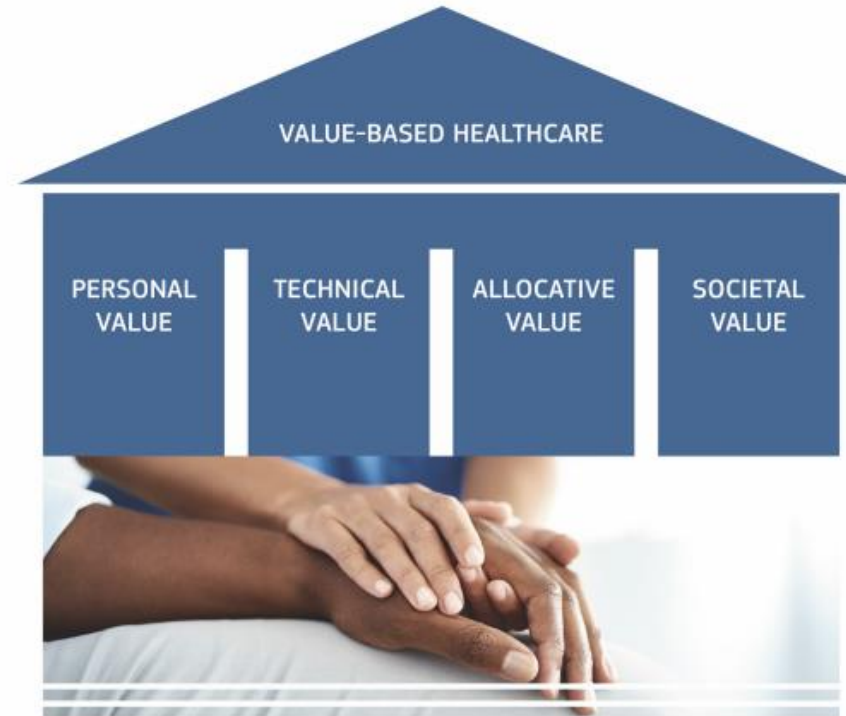 VALUE-BASED HEALTHCARE
PERSONAL
VALUE
TECHNICAL
VALUE
ALLOCATIVE
VALUE
SOCIETAL
VALUE